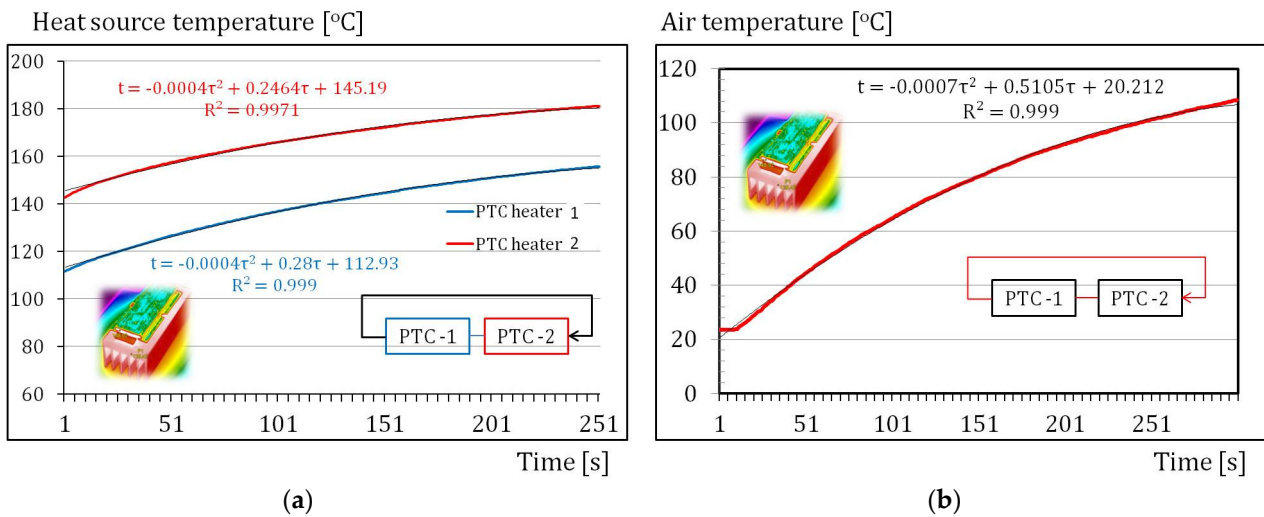 Heat source temperature [°C]
200
180
160
140
120
100
80
60
t = -0.0004τ² + 0.2464τ + 145.19
R² = 0.9971
PTC heater 1
PTC heater 2
t = -0.0004τ² + 0.28τ + 112.93
R² = 0.999
PTC -1 PTC -2
1 51 101 151 201 251
Time [s]
(a)
Air temperature [°C]
120
100
80
60
40
20
0
t = -0.0007τ² + 0.5105τ + 20.212
R² = 0.999
PTC -1 PTC -2
1 51 101 151 201 251
Time [s]
(b)